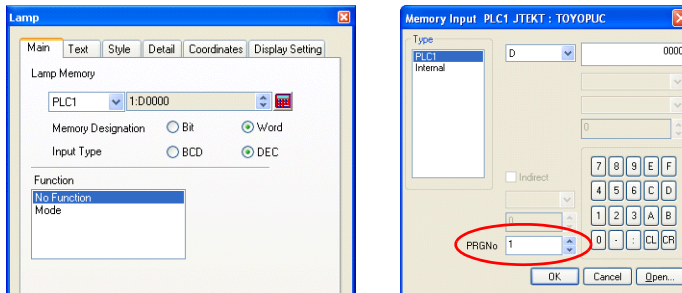 Lamp
Main Text Style Detail Coordinates Display Setting
Lamp Memory
PLC1 1:D0000
Memory Designation Bit Word
Input Type BCD DEC
Function
No Function
Mode
Memory Input PLC1 JTEKT : TOYOPUC
Type
PLC1
Internal
D 0000
0
Indirect
0
7 8 9 E F
4 5 6 C D
1 2 3 A B
0 - : CL CR
PRGNo 1
OK Cancel Open...